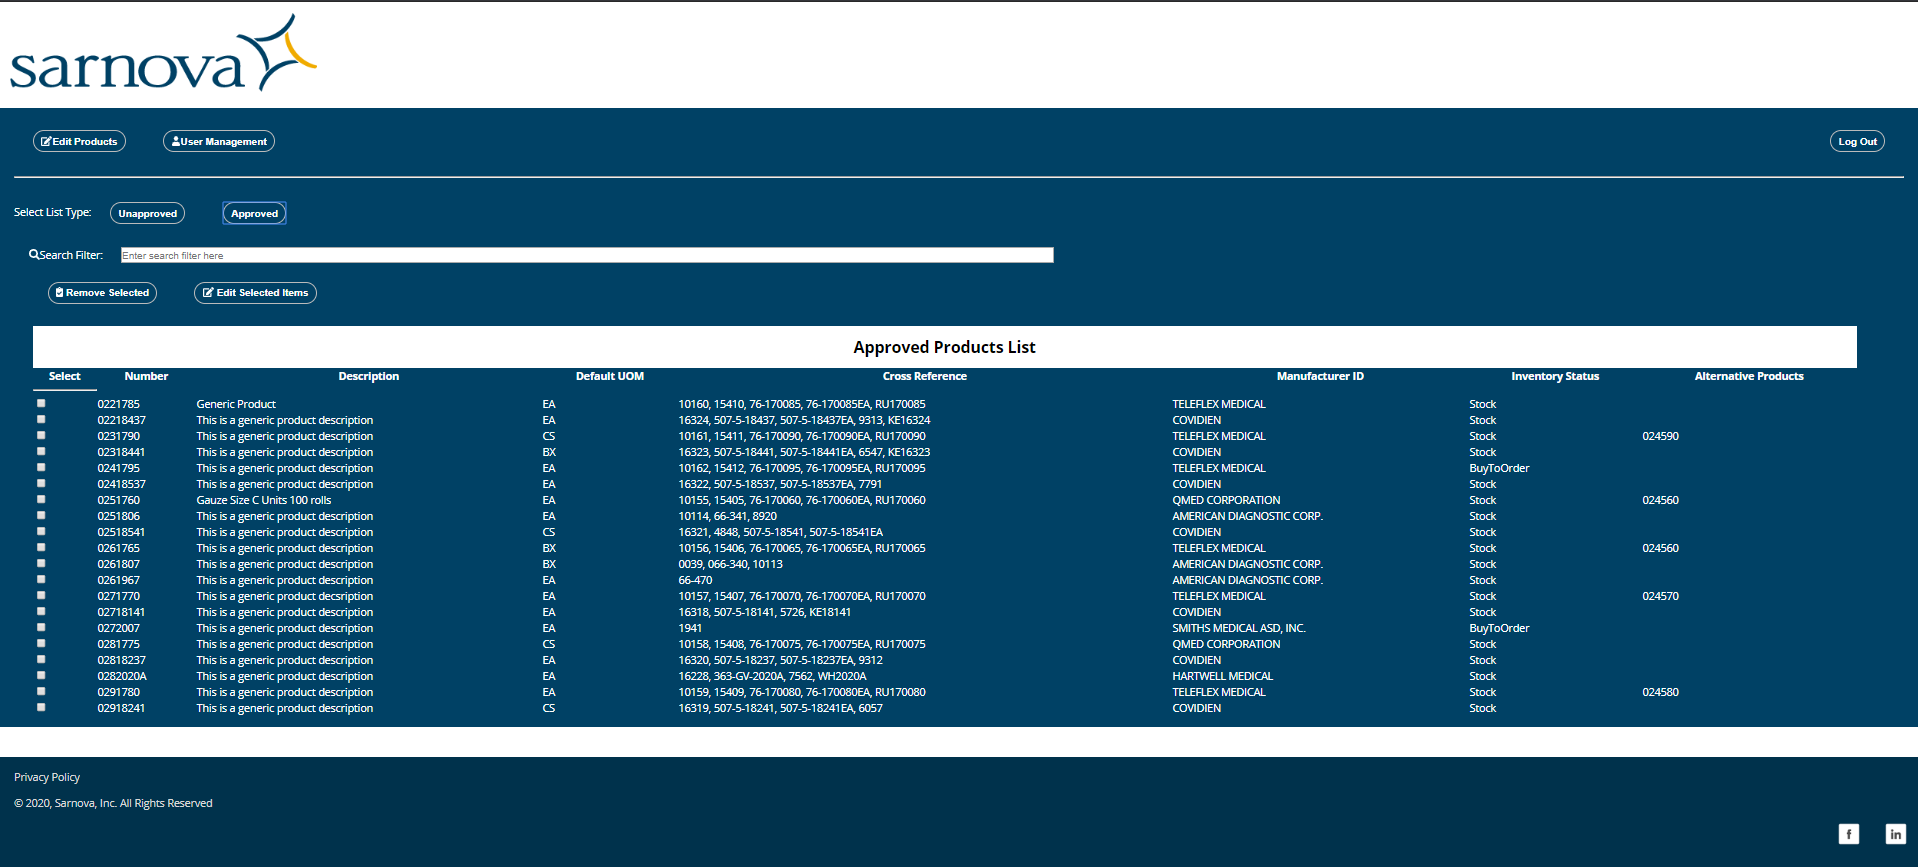 sarnova
Edit Products User Management Log Out
Select List Type: Unapproved Approved
Search Filter: Enter search filter here
Remove Selected Edit Selected Items
Approved Products List
Select Number Description Default UOM Cross Reference Manufacturer ID Inventory Status Alternative Products
0221785 Generic Product EA 10160, 15410, 76-170085, 76-170085EA, RU170085 TELEFLEX MEDICAL Stock
02218437 This is a generic product description EA 16324, 507-5-18437, 507-5-18437EA, 9313, KE16324 COVIDIEN Stock
0231790 This is a generic product description CS 10161, 15411, 76-170090, 76-170090EA, RU170090 TELEFLEX MEDICAL Stock 024590
02318441 This is a generic product description BX 16323, 507-5-18441, 507-5-18441EA, 6547, KE16323 COVIDIEN Stock
0241795 This is a generic product description EA 10162, 15412, 76-170095, 76-170095EA, RU170095 TELEFLEX MEDICAL BuyToOrder
02418537 This is a generic product description EA 16322, 507-5-18537, 507-5-18537EA, 7791 COVIDIEN Stock
0251760 Gauze Size C Units 100 rolls EA 10155, 15405, 76-170060, 76-170060EA, RU170060 QMED CORPORATION Stock 024560
0251806 This is a generic product description EA 10114, 66-341, 8920 AMERICAN DIAGNOSTIC CORP. Stock
02518541 This is a generic product description CS 16321, 4848, 507-5-18541, 507-5-18541EA COVIDIEN Stock
0261765 This is a generic product description BX 10156, 15406, 76-170065, 76-170065EA, RU170065 TELEFLEX MEDICAL Stock 024560
0261807 This is a generic product description BX 0039, 066-340, 10113 AMERICAN DIAGNOSTIC CORP. Stock
0261967 This is a generic product description EA 66-470 AMERICAN DIAGNOSTIC CORP. Stock
0271770 This is a generic product description EA 10157, 15407, 76-170070, 76-170070EA, RU170070 TELEFLEX MEDICAL Stock 024570
02718141 This is a generic product description EA 16318, 507-5-18141, 5726, KE18141 COVIDIEN Stock
0272007 This is a generic product description EA 1941 SMITHS MEDICAL ASD, INC. BuyToOrder
0281775 This is a generic product description CS 10158, 15408, 76-170075, 76-170075EA, RU170075 QMED CORPORATION Stock
02818237 This is a generic product description EA 16320, 507-5-18237, 507-5-18237EA, 9312 COVIDIEN Stock
0282020A This is a generic product description EA 16228, 363-GV-2020A, 7562, WH2020A HARTWELL MEDICAL Stock
0291780 This is a generic product description EA 10159, 15409, 76-170080, 76-170080EA, RU170080 TELEFLEX MEDICAL Stock 024580
02918241 This is a generic product description CS 16319, 507-5-18241, 507-5-18241EA, 6057 COVIDIEN Stock
Privacy Policy
© 2020, Sarnova, Inc. All Rights Reserved
f in